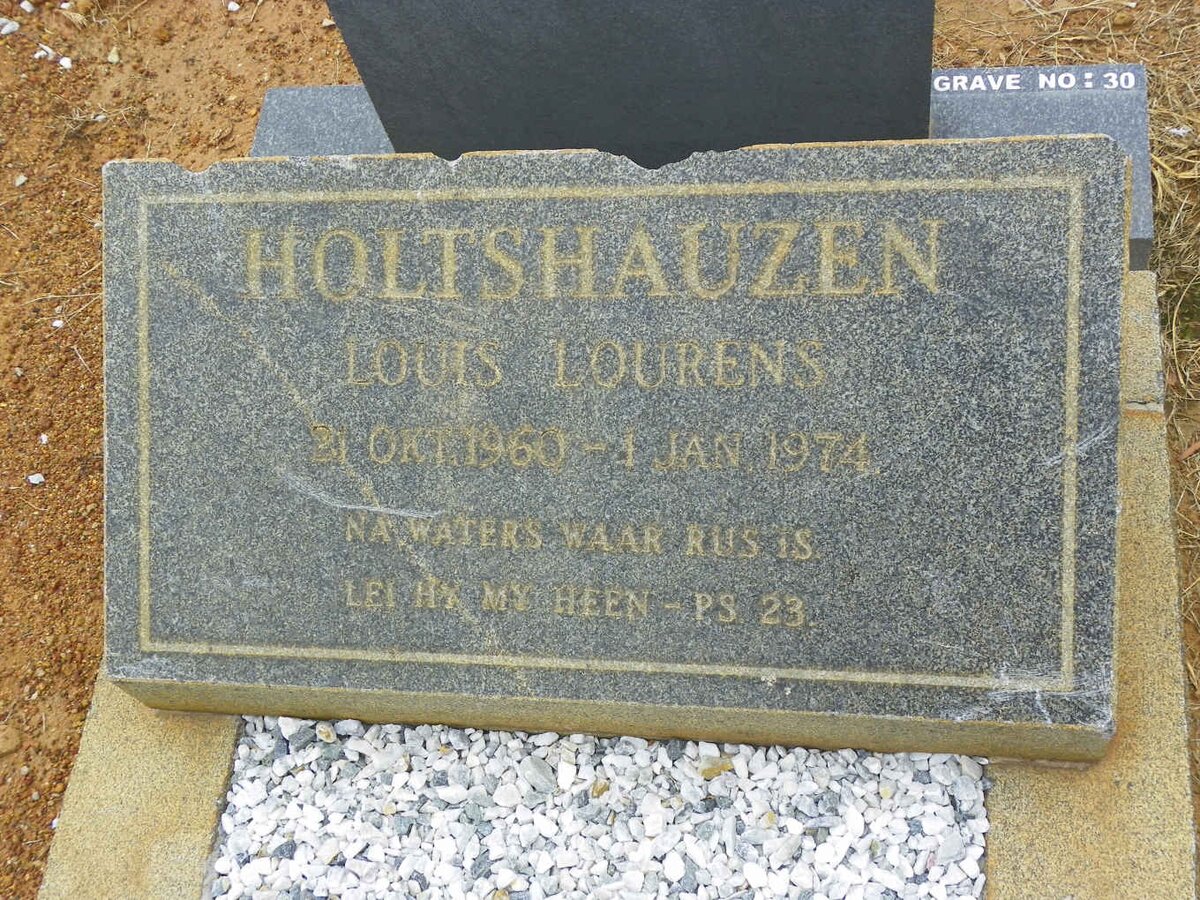 GRAVE NO: 30
HOLTSHAUZEN
LOUIS LOURENS
21 OKT. 1960 - 1 JAN. 1974
NA WATERS WAAR RUS IS.
LEI HY MY HEEN - PS. 23.